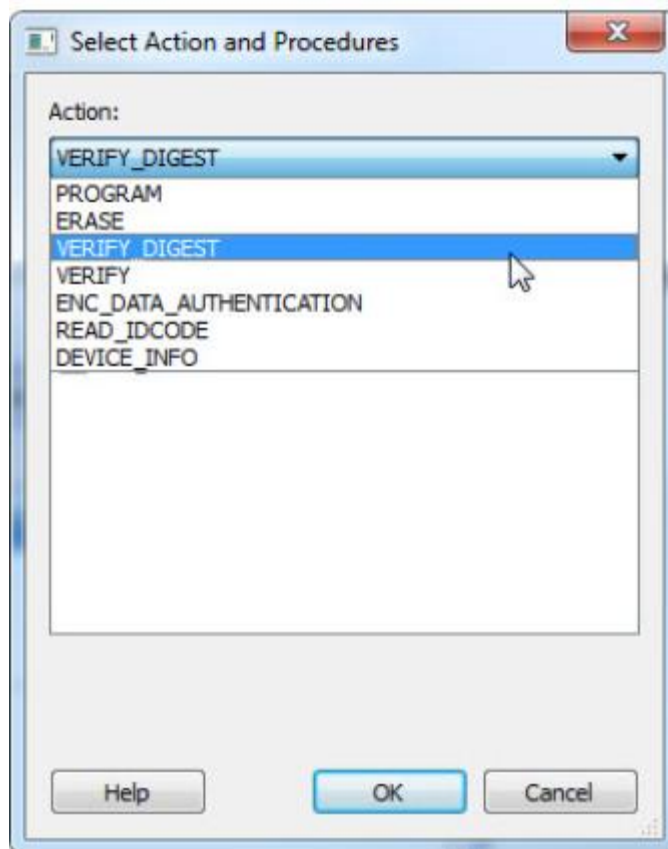 Select Action and Procedures
Action:
VERIFY_DIGEST
PROGRAM
ERASE
VERIFY_DIGEST
VERIFY
ENC_DATA_AUTHENTICATION
READ_IDCODE
DEVICE_INFO
Help OK Cancel